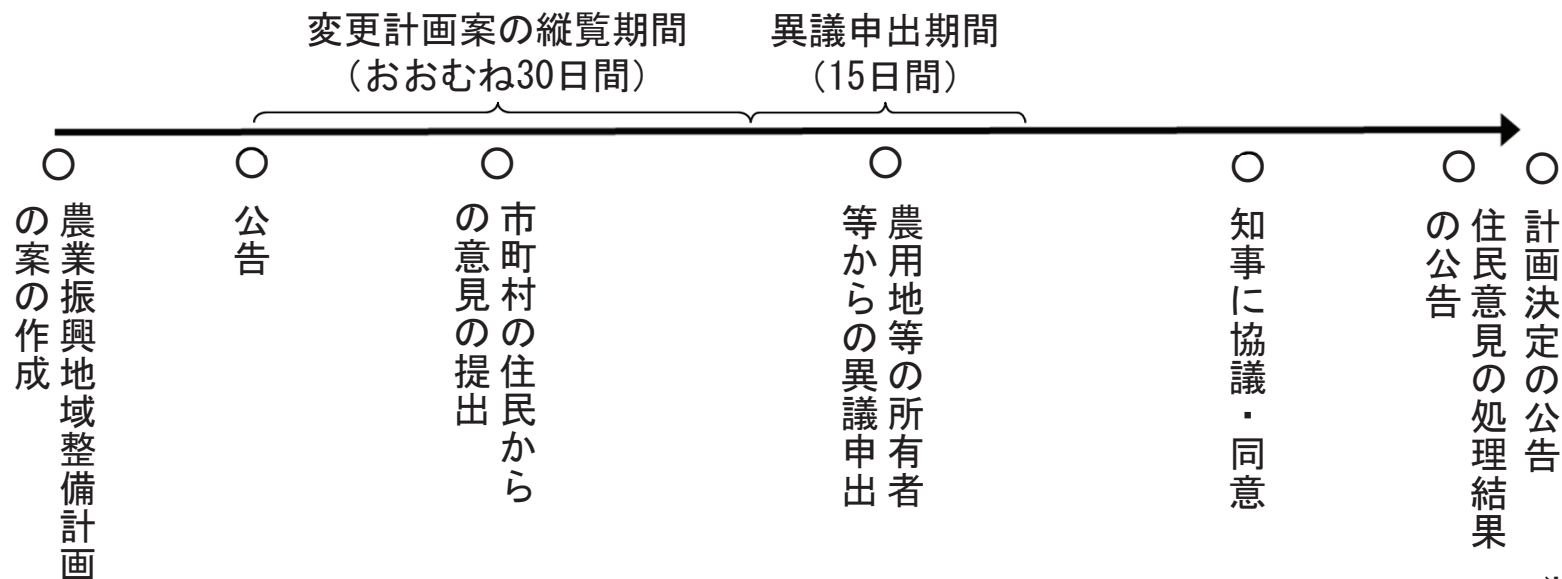 変更計画案の縦覧期間
（おおむね30日間）
異議申出期間
（15日間）
農業振興地域整備計画
の案の作成
公告
市町村の住民から
の意見の提出
農用地等の所有者
等からの異議申出
知事に協議・同意
住民意見の処理結果
の公告
計画決定の公告